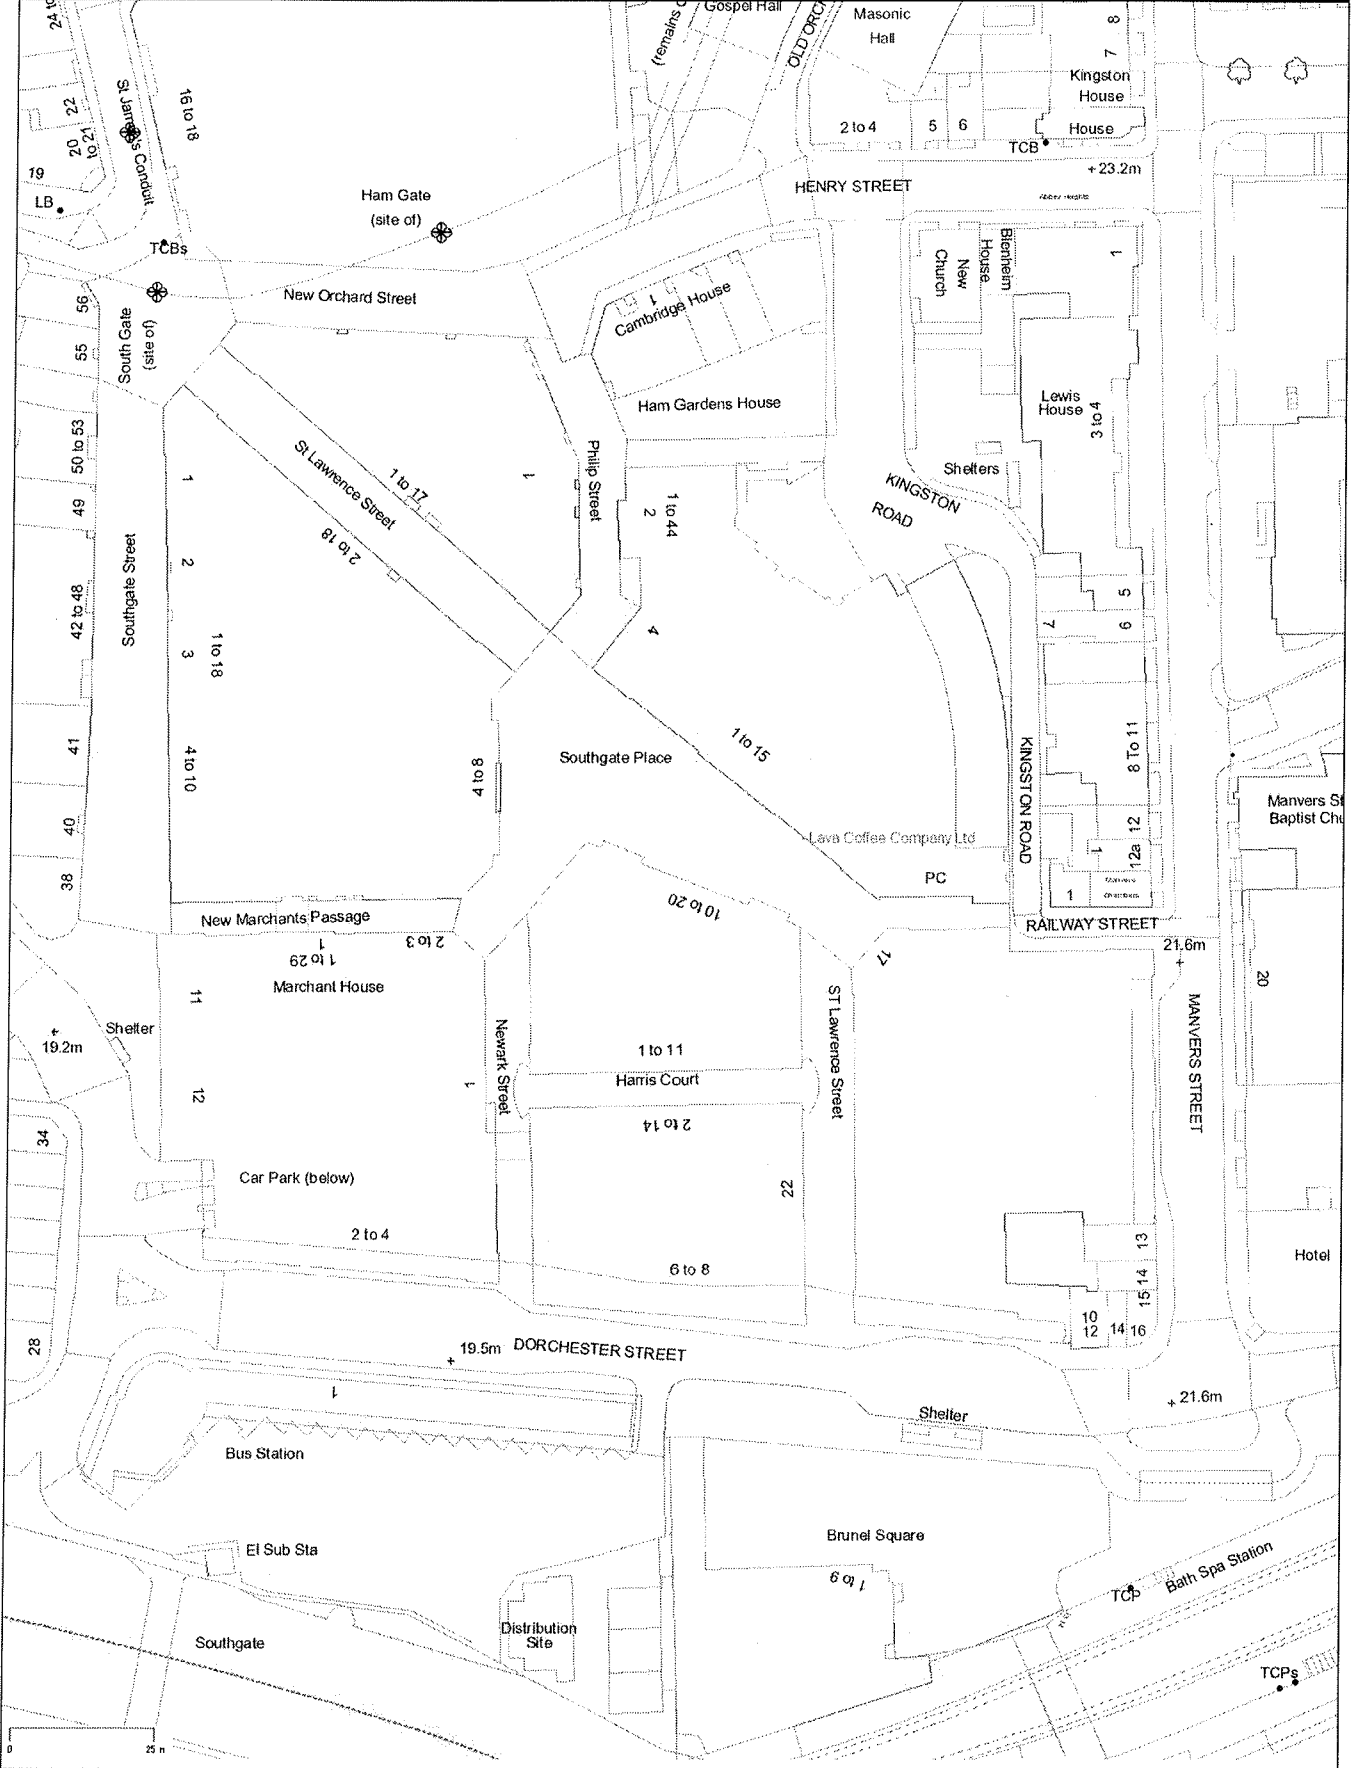 24 to
St James's Conduit
16 to 18
22
20
to 21
19
LB
TCBs
Ham Gate
(site of)
(remains
Gospel Hall
OLD ORCH
Masonic
Hall
8
7
Kingston
House
2 to 4
5
6
House
TCB
+23.2m
HENRY STREET
Abbey Heights
New Orchard Street
56
55
South Gate
(site of)
1
Cambridge House
New
Church
Blenheim
House
1
Ham Gardens House
Lewis
House
3 to 4
50 to 53
49
42 to 48
Southgate Street
1
2
3
1 to 18
4 to 10
St Lawrence Street
1 to 17
2 to 18
1
Philip Street
1 to 44
2
4
Shelters
KINGSTON
ROAD
5
6
7
41
40
38
4 to 8
Southgate Place
1 to 15
KINGSTON ROAD
8 To 11
12
12a
1
Manvers
Chambers
1
Manvers St
Baptist Chu
Lava Coffee Company Ltd
PC
10 to 20
17
New Marchants Passage
1
2 to 3
1 to 29
Marchant House
RAILWAY STREET
21.6m
+
20
11
12
Shelter
+
19.2m
Newark Street
1
1 to 11
Harris Court
2 to 14
ST Lawrence Street
MANVERS STREET
34
28
Car Park (below)
2 to 4
22
6 to 8
13
14
15
10
12
14
16
Hotel
19.5m
+
DORCHESTER STREET
1
Bus Station
Shelter
+ 21.6m
El Sub Sta
Brunel Square
1 to 9
Distribution
Site
Southgate
TCP
Bath Spa Station
TCPs
0
25 m